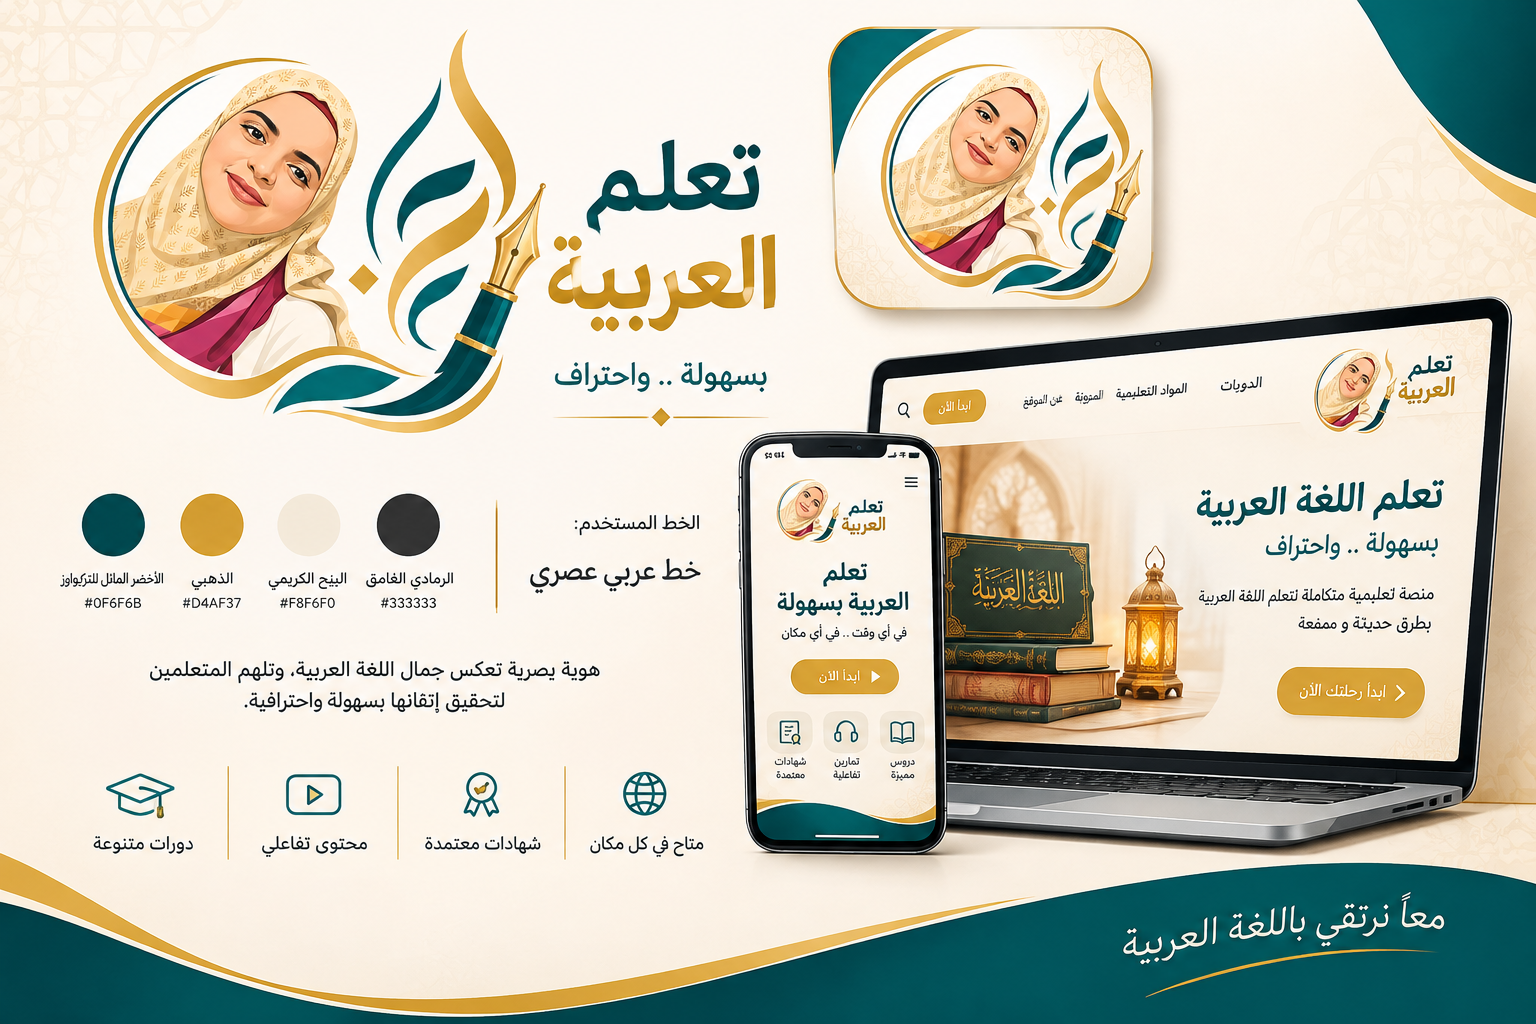 تعلم
العربية
بسهولة .. واحتراف
الخط المستخدم:
خط عربي عصري
الرمادي الغامق
#333333
البيج الكريمي
#F8F6F0
الذهبي
#D4AF37
الأخضر المائل للتركواوز
#0F6F6B
هوية بصرية تعكس جمال اللغة العربية، وتلهم المتعلمين
لتحقيق إتقانها بسهولة واحترافية.
متاح في كل مكان
شهادات معتمدة
محتوى تفاعلي
دورات متنوعة
تعلم
العربية
تعلم
العربية بسهولة
في أي وقت .. في أي مكان
ابدأ الآن
دروس
مميزة
تمارين
تفاعلية
شهادات
معتمدة
تعلم
العربية
الدويات
المواد التعليمية
المتونة
عن الموقع
ابدأ الآن
تعلم اللغة العربية
بسهولة .. واحتراف
منصة تعليمية متكاملة لتعلم اللغة العربية
بطرق حديثة و ممفعة
ابدأ رحلتك الآن
اللغة العربية
معاً نرتقي باللغة العربية